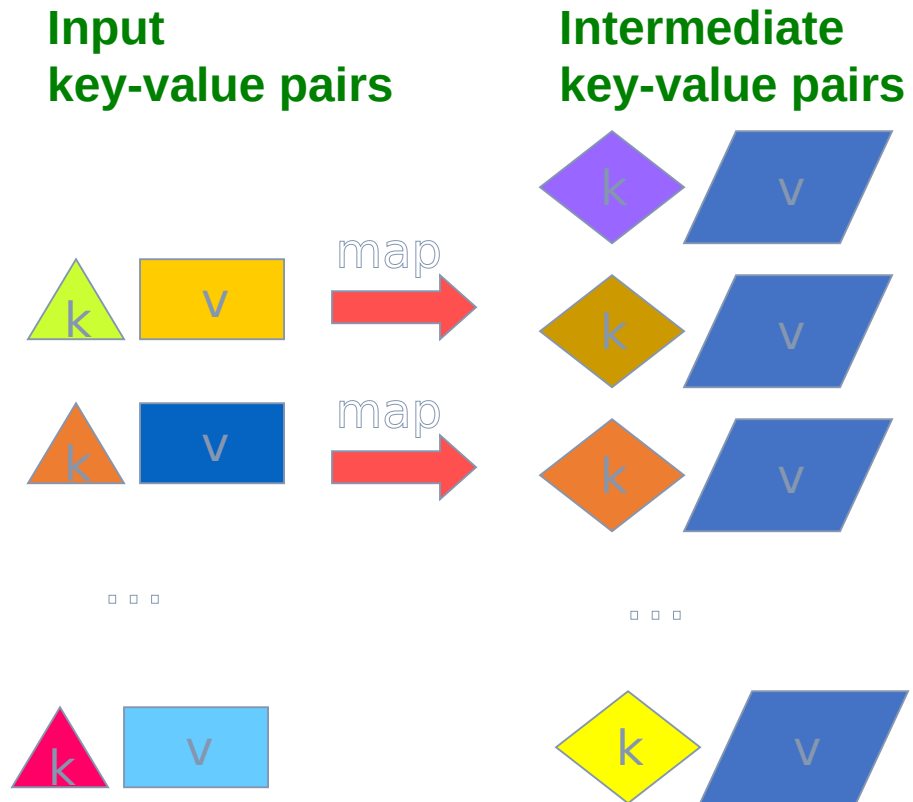 Input
key-value pairs
Intermediate
key-value pairs
k v
map
k v
k v
map
k v
k v
k v
...
...
k v
k v